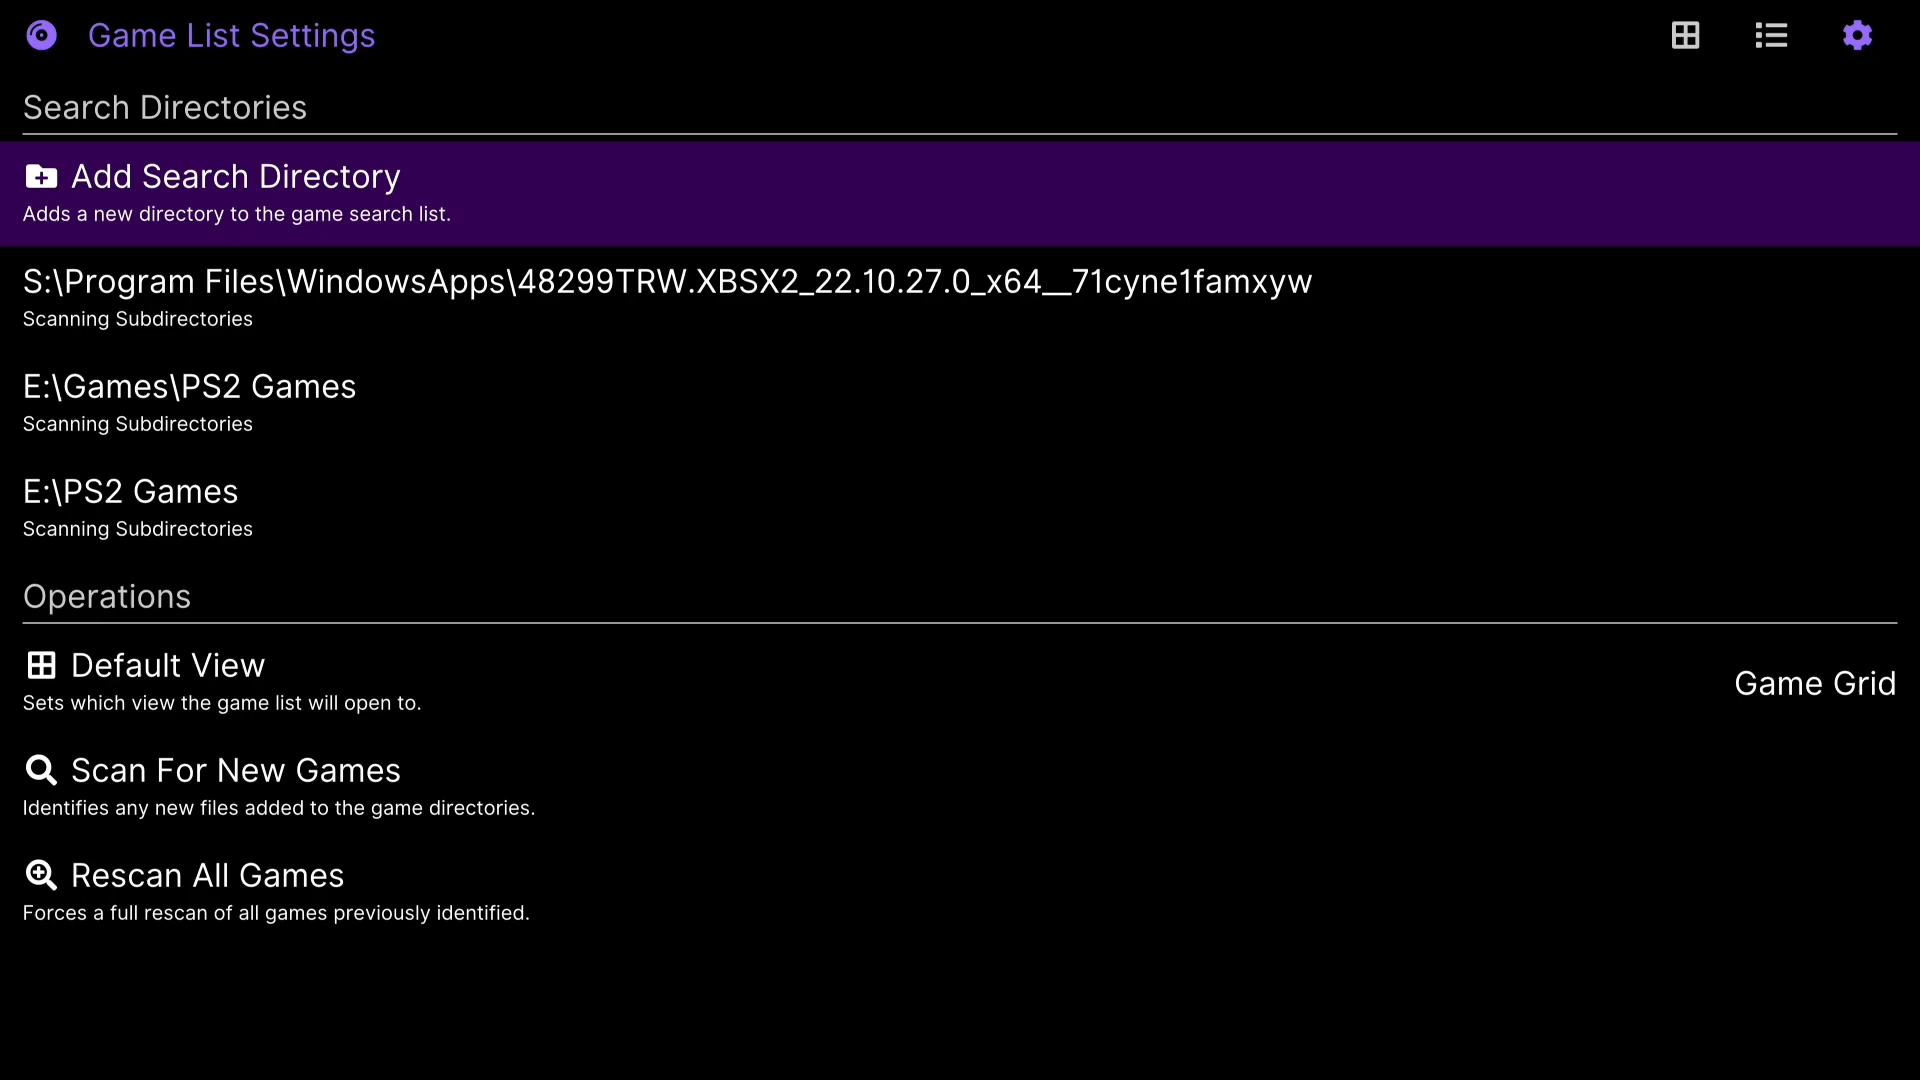 Game List Settings
Search Directories
Add Search Directory
Adds a new directory to the game search list.
S:\Program Files\WindowsApps\48299TRW.XBSX2_22.10.27.0_x64__71cyne1famxyw
Scanning Subdirectories
E:\Games\PS2 Games
Scanning Subdirectories
E:\PS2 Games
Scanning Subdirectories
Operations
Default View
Sets which view the game list will open to.
Game Grid
Scan For New Games
Identifies any new files added to the game directories.
Rescan All Games
Forces a full rescan of all games previously identified.